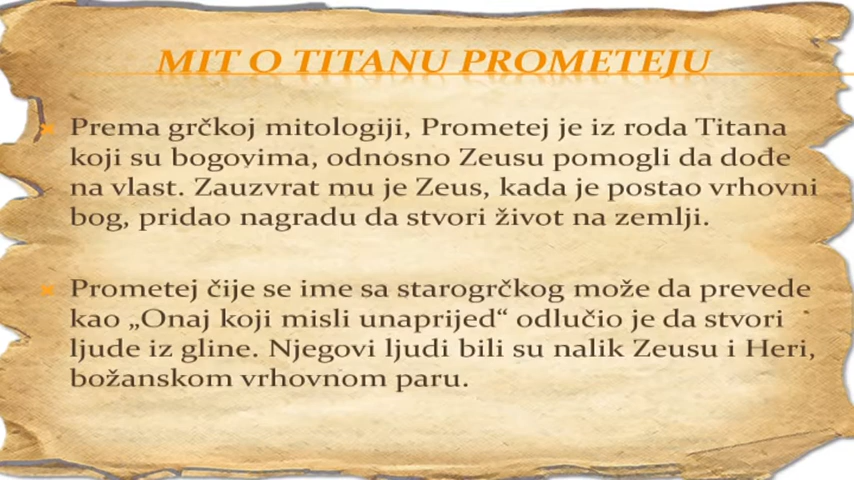 MIT O TITANU PROMETEJU
Prema grčkoj mitologiji, Prometej je iz roda Titana
koji su bogovima, odnosno Zeusu pomogli da dođe
na vlast. Zauzvrat mu je Zeus, kada je postao vrhovni
bog, pridao nagradu da stvori život na zemlji.
Prometej čije se ime sa starogrčkog može da prevede
kao „Onaj koji misli unaprijed“ odlučio je da stvori
ljude iz gline. Njegovi ljudi bili su nalik Zeusu i Heri,
božanskom vrhovnom paru.